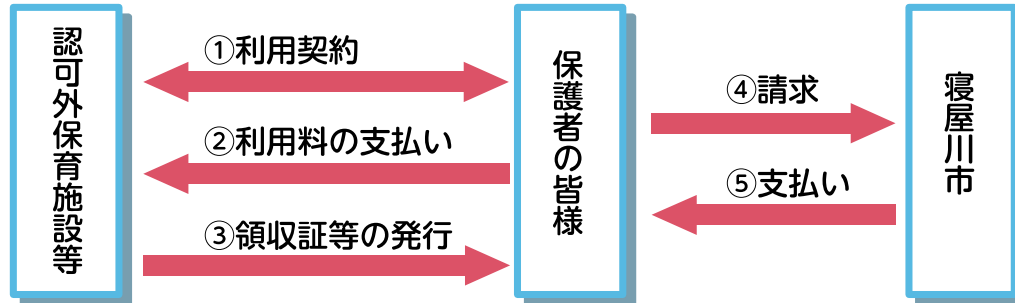 認可外保育施設等
①利用契約
②利用料の支払い
③領収証等の発行
保護者の皆様
④請求
⑤支払い
寝屋川市